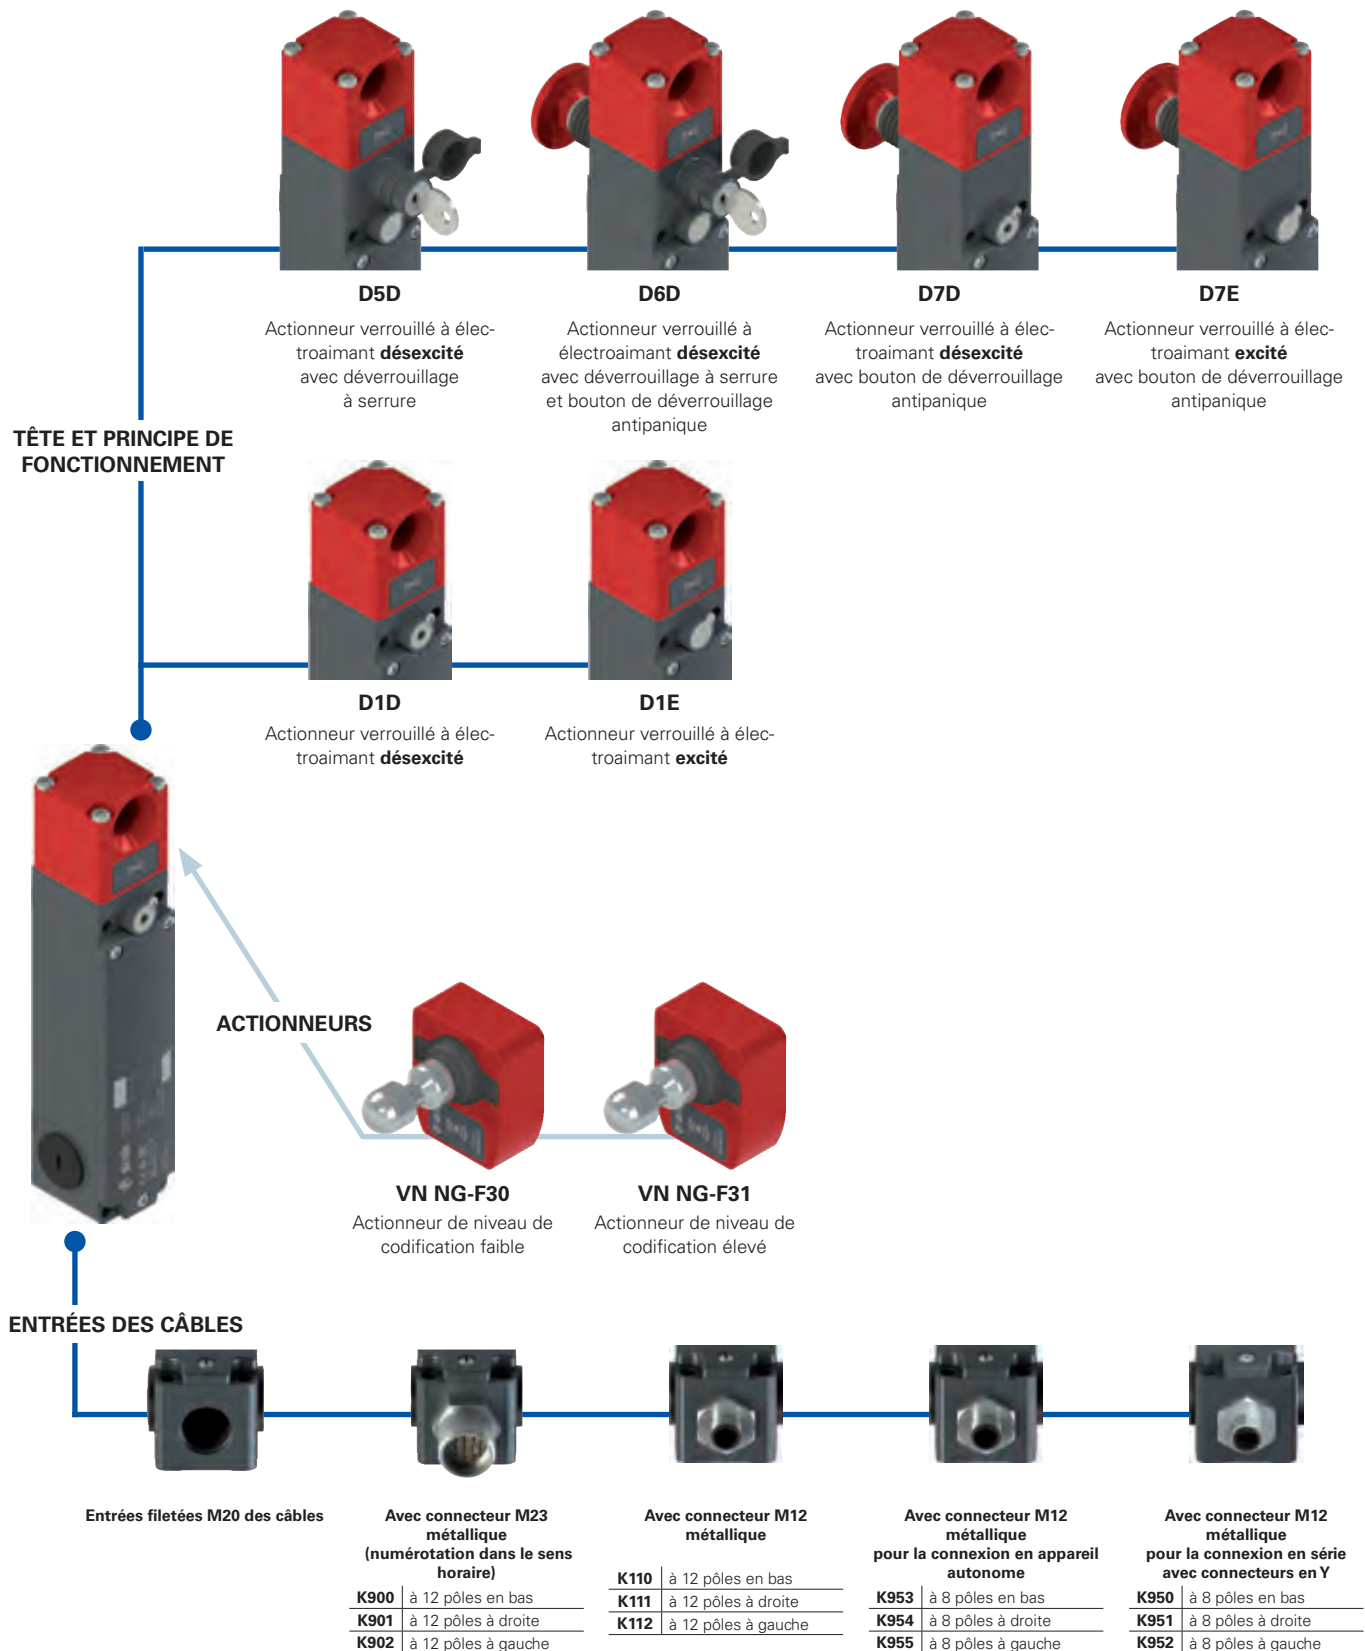 D5D
Actionneur verrouillé à élec-
troaimant désexcité
avec déverrouillage
à serrure
D6D
Actionneur verrouillé à
électroaimant désexcité
avec déverrouillage à serrure
et bouton de déverrouillage
antipanique
D7D
Actionneur verrouillé à élec-
troaimant désexcité
avec bouton de déverrouillage
antipanique
D7E
Actionneur verrouillé à élec-
troaimant excité
avec bouton de déverrouillage
antipanique
TÊTE ET PRINCIPE DE
FONCTIONNEMENT
D1D
Actionneur verrouillé à élec-
troaimant désexcité
D1E
Actionneur verrouillé à élec-
troaimant excité
ACTIONNEURS
VN NG-F30
Actionneur de niveau de
codification faible
VN NG-F31
Actionneur de niveau de
codification élevé
ENTRÉES DES CÂBLES
Entrées filetées M20 des câbles
Avec connecteur M23
métallique
(numérotation dans le sens
horaire)
K900 à 12 pôles en bas
K901 à 12 pôles à droite
K902 à 12 pôles à gauche
Avec connecteur M12
métallique
K110 à 12 pôles en bas
K111 à 12 pôles à droite
K112 à 12 pôles à gauche
Avec connecteur M12
métallique
pour la connexion en appareil
autonome
K953 à 8 pôles en bas
K954 à 8 pôles à droite
K955 à 8 pôles à gauche
Avec connecteur M12
métallique
pour la connexion en série
avec connecteurs en Y
K950 à 8 pôles en bas
K951 à 8 pôles à droite
K952 à 8 pôles à gauche